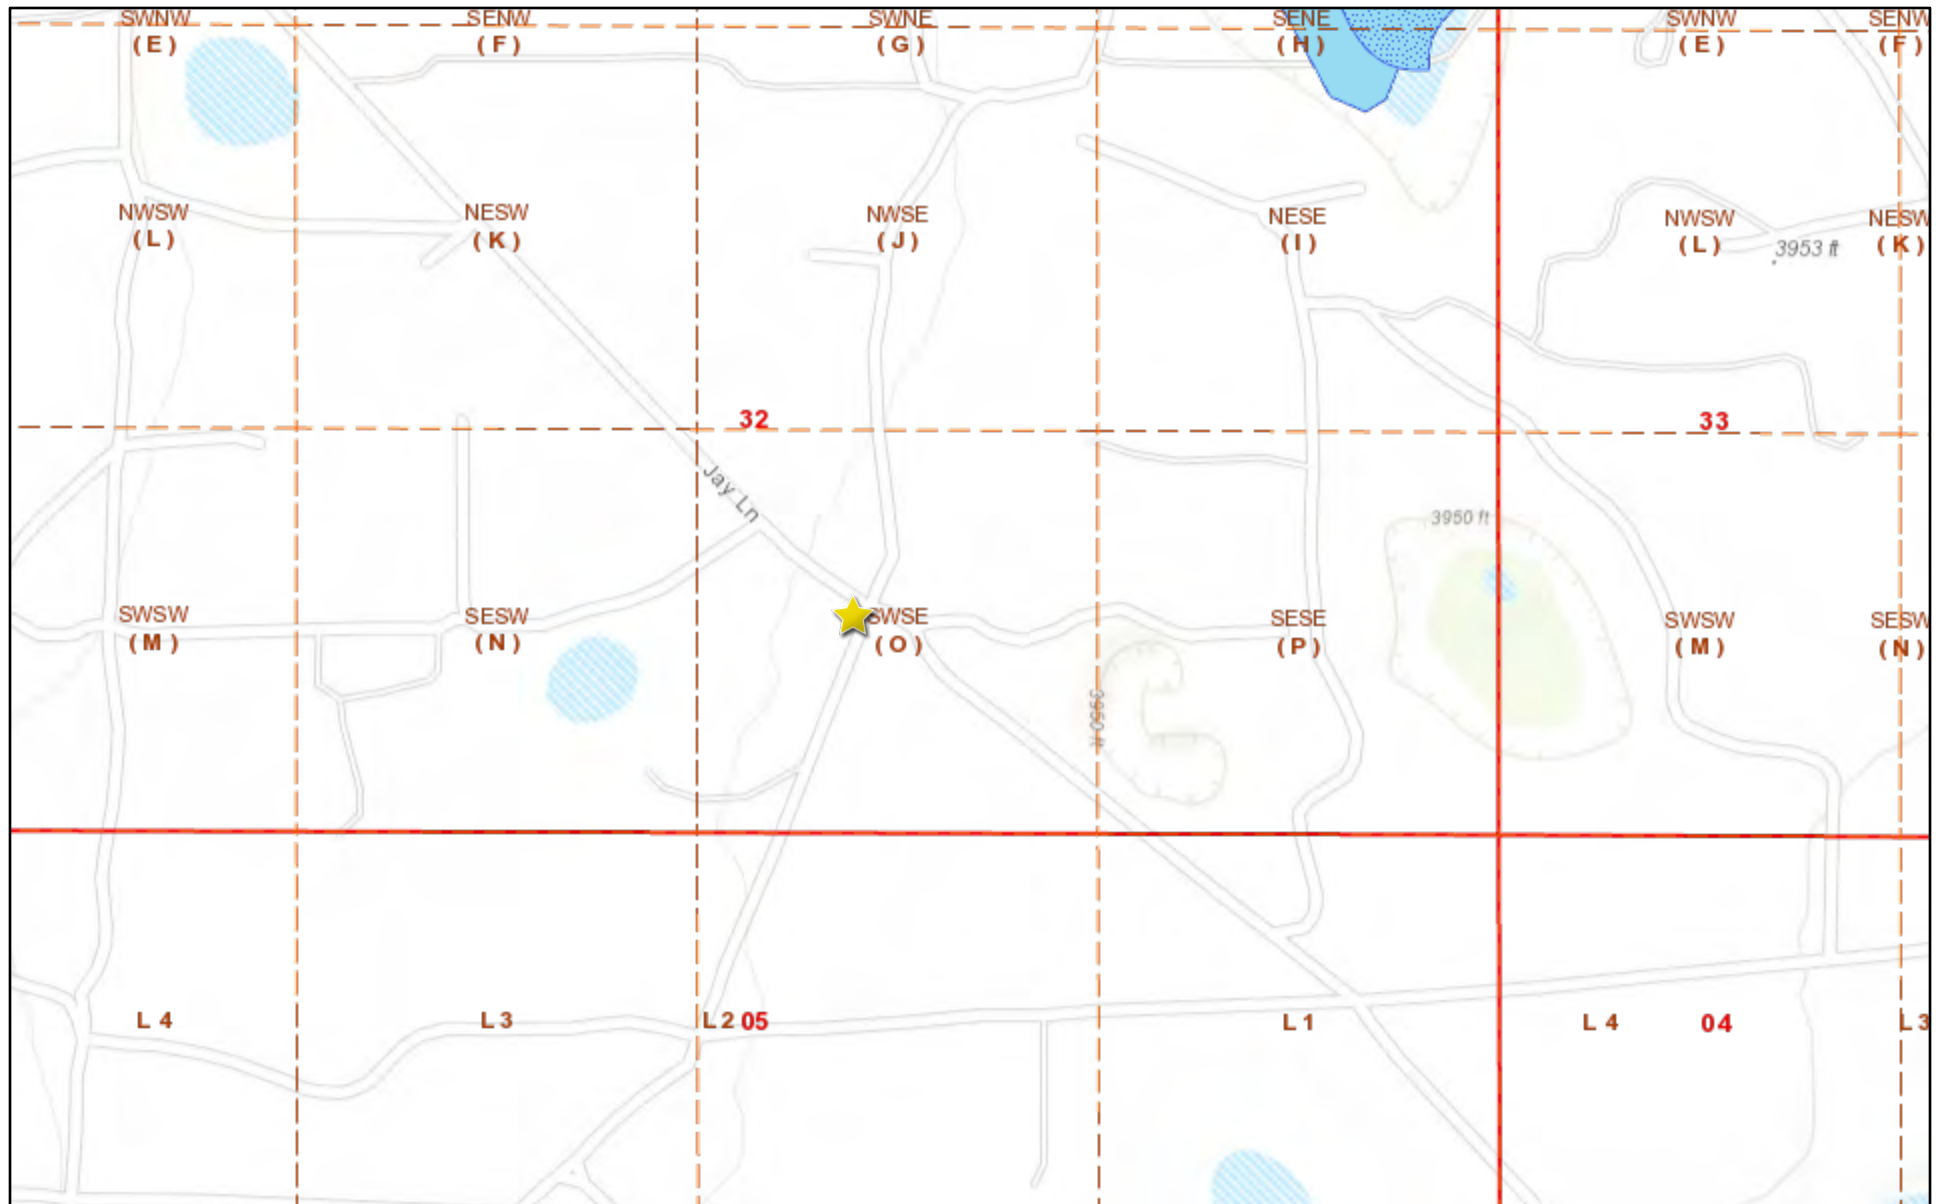 SWNW
(E)
SENW
(F)
SWNE
(G)
SENE
(H)
SWNW
(E)
SENW
(F)
NWSW
(L)
NESW
(K)
NWSE
(J)
NESE
(I)
NWSW
(L)
3953 ft
NESW
(K)
32
33
Jay Ln
3950 ft
SWSW
(M)
SESW
(N)
SWSE
(O)
SESE
(P)
SWSW
(M)
SESW
(N)
3950 ft
L 4
L 3
L 2
05
L 1
L 4
04
L 3